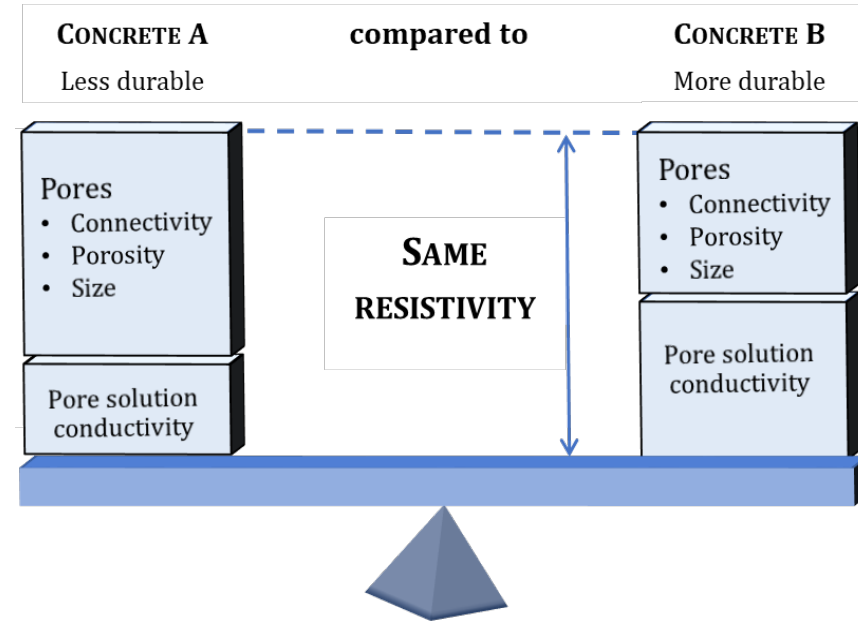 CONCRETE A compared to CONCRETE B
Less durable More durable
Pores
• Connectivity
• Porosity
• Size
Pore solution
conductivity
SAME
RESISTIVITY
Pores
• Connectivity
• Porosity
• Size
Pore solution
conductivity